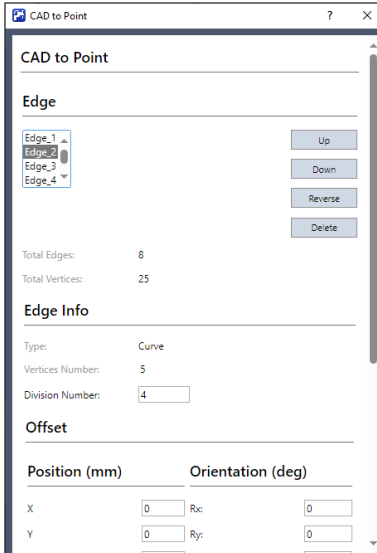 CAD to Point
?
CAD to Point
Edge
Edge_1
Edge_2
Edge_3
Edge_4
Up
Down
Reverse
Delete
Total Edges: 8
Total Vertices: 25
Edge Info
Type: Curve
Vertices Number: 5
Division Number: 4
Offset
Position (mm) Orientation (deg)
X 0 Rx: 0
Y 0 Ry: 0